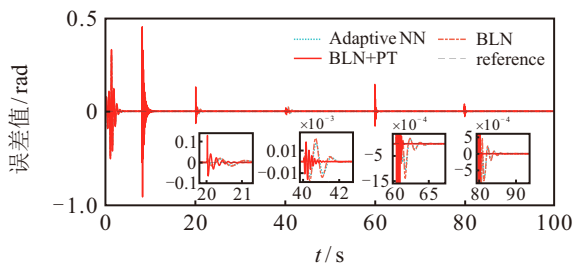 0.5
Adaptive NN
BLN
BLN+PT
reference
0
误差值/rad
×10⁻³
×10⁻⁴
×10⁻⁴
0.1
0
-0.1
0.01
-0.01
-5
-15
5
0
-5
20 21
40 42
60 65
80 90
-1.0
0 20 40 60 80 100
t/s